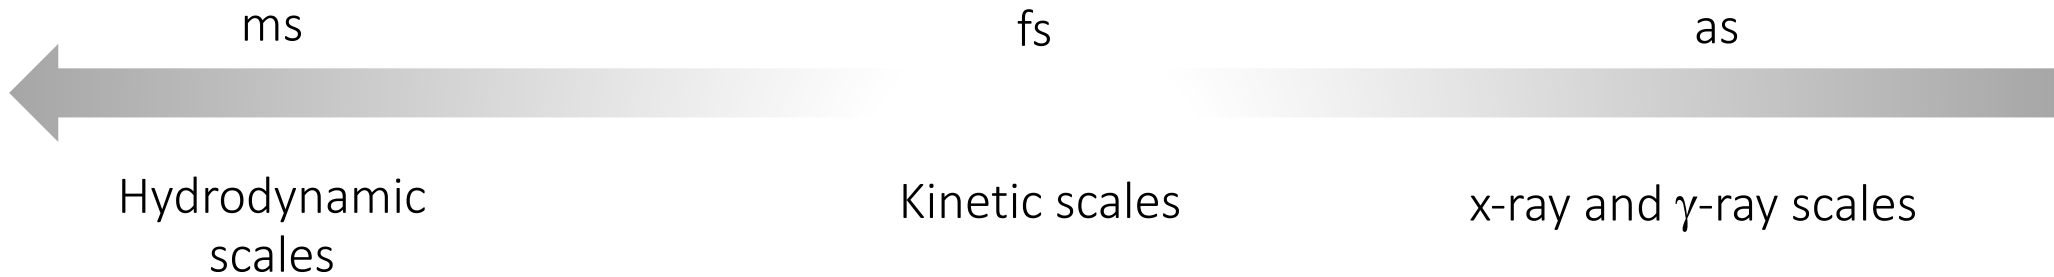 ms
fs
as
Hydrodynamic
scales
Kinetic scales
x-ray and γ-ray scales